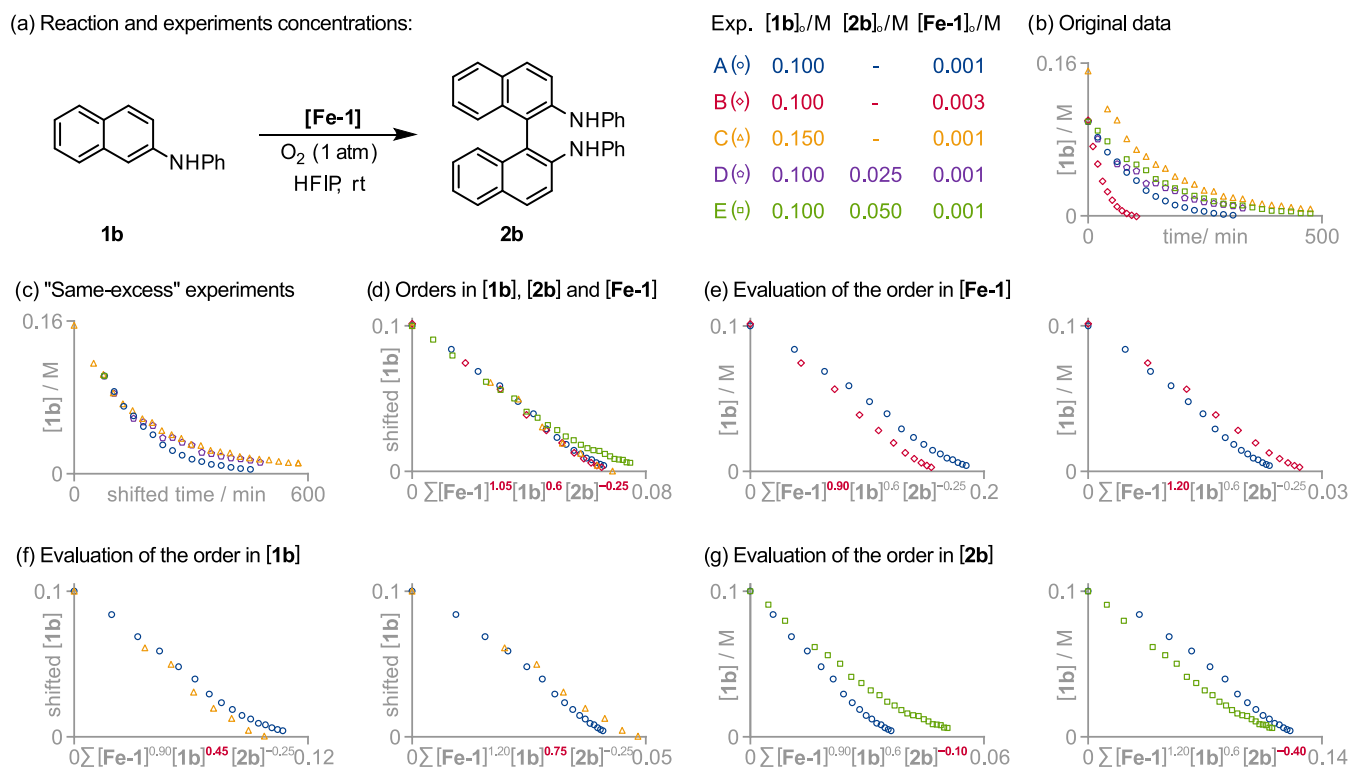 (a) Reaction and experiments concentrations:
NHPh
1b
[Fe-1]
O2 (1 atm)
HFIP, rt
NHPh
NHPh
2b
Exp. [1b]o/M [2b]o/M [Fe-1]o/M
A (○) 0.100 - 0.001
B (◇) 0.100 - 0.003
C (△) 0.150 - 0.001
D (⬠) 0.100 0.025 0.001
E (□) 0.100 0.050 0.001
(b) Original data
0.16
[1b] / M
0
0 time/ min 500
(c) "Same-excess" experiments
0.16
[1b] / M
0
0 shifted time / min 600
(d) Orders in [1b], [2b] and [Fe-1]
0.1
shifted [1b]
0
0 ∑[Fe-1]^1.05[1b]^0.6 [2b]^−0.25 0.08
(e) Evaluation of the order in [Fe-1]
0.1
[1b] / M
0
0 ∑[Fe-1]^0.90[1b]^0.6 [2b]^-0.25 0.2
0.1
[1b] / M
0
0 ∑[Fe-1]^1.20[1b]^0.6 [2b]^-0.25 0.03
(f) Evaluation of the order in [1b]
0.1
shifted [1b]
0
0 ∑[Fe-1]^0.90[1b]^0.45 [2b]^-0.25 0.12
0.1
shifted [1b]
0
0 ∑[Fe-1]^1.20[1b]^0.75 [2b]^-0.25 0.05
(g) Evaluation of the order in [2b]
0.1
[1b] / M
0
0 ∑[Fe-1]^0.90[1b]^0.6 [2b]^−0.10 0.06
0.1
[1b] / M
0
0 ∑[Fe-1]^1.20[1b]^0.6 [2b]^−0.40 0.14